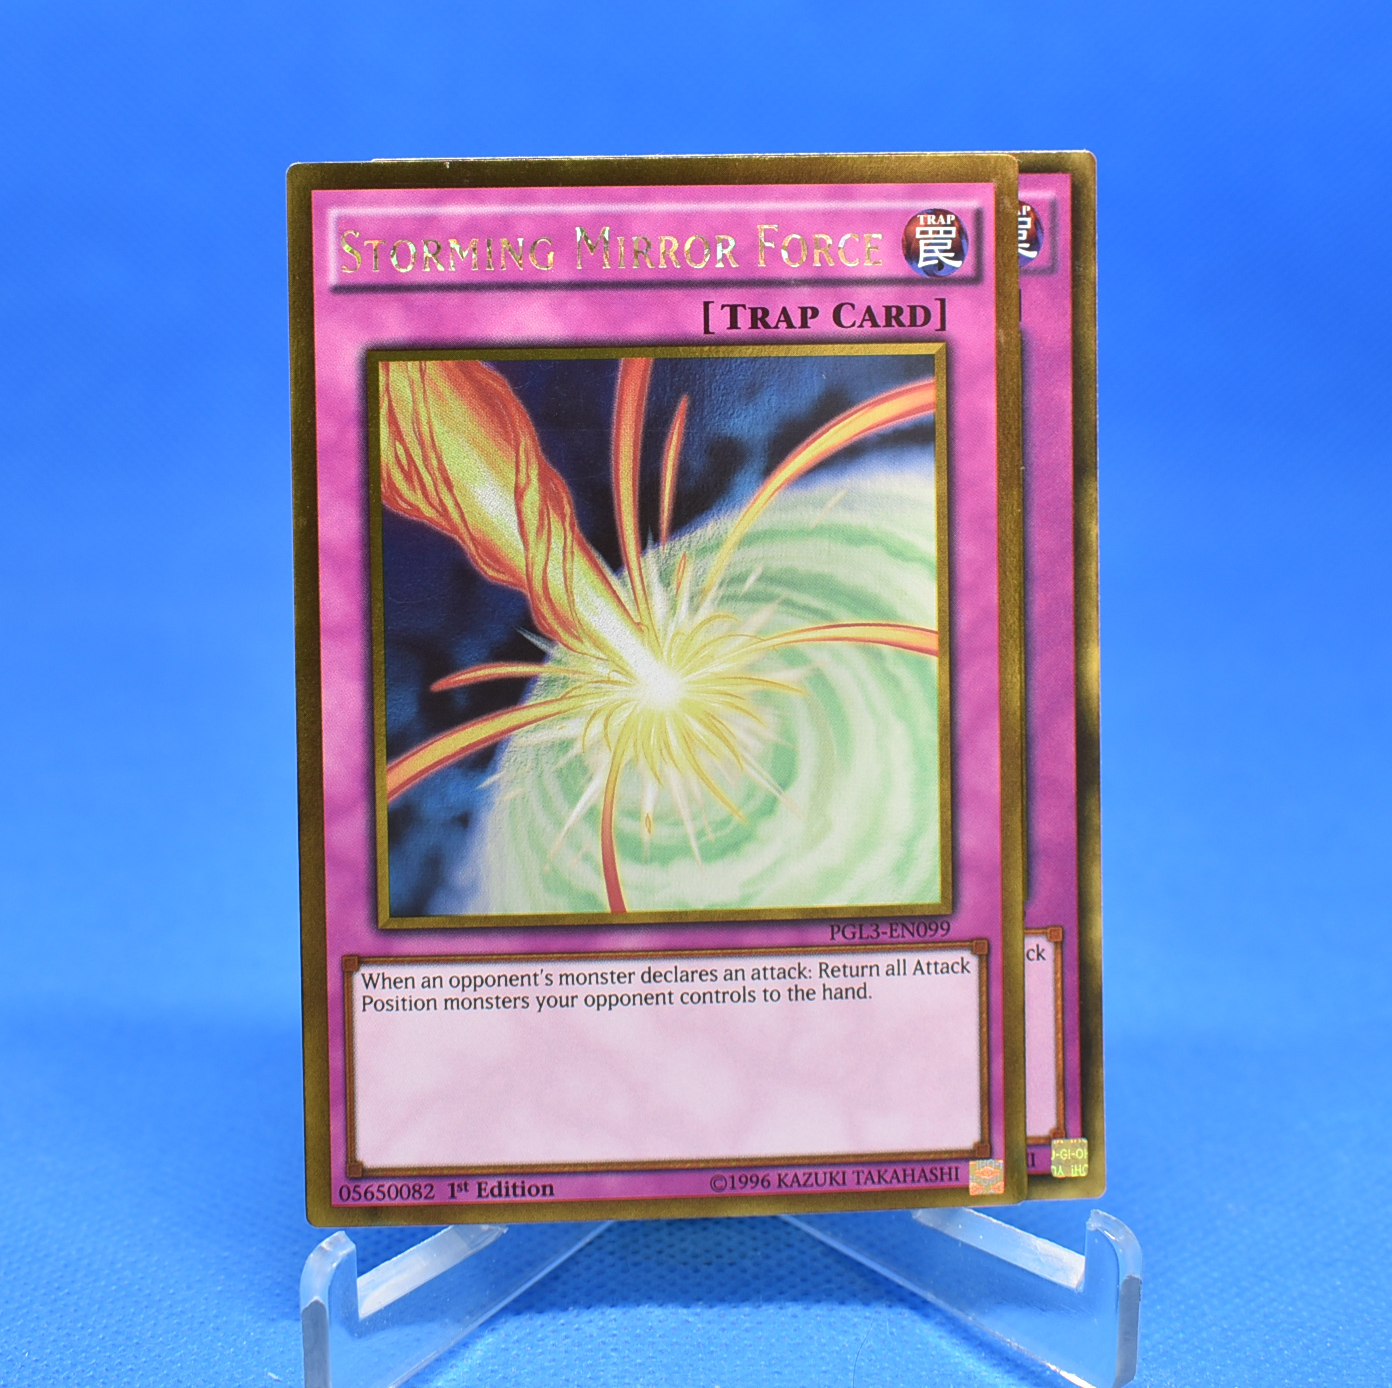 STORMING MIRROR FORCE
TRAP
罠
[TRAP CARD]
PGL3-EN099
When an opponent's monster declares an attack: Return all Attack
Position monsters your opponent controls to the hand.
05650082 1st Edition
©1996 KAZUKI TAKAHASHI
ck